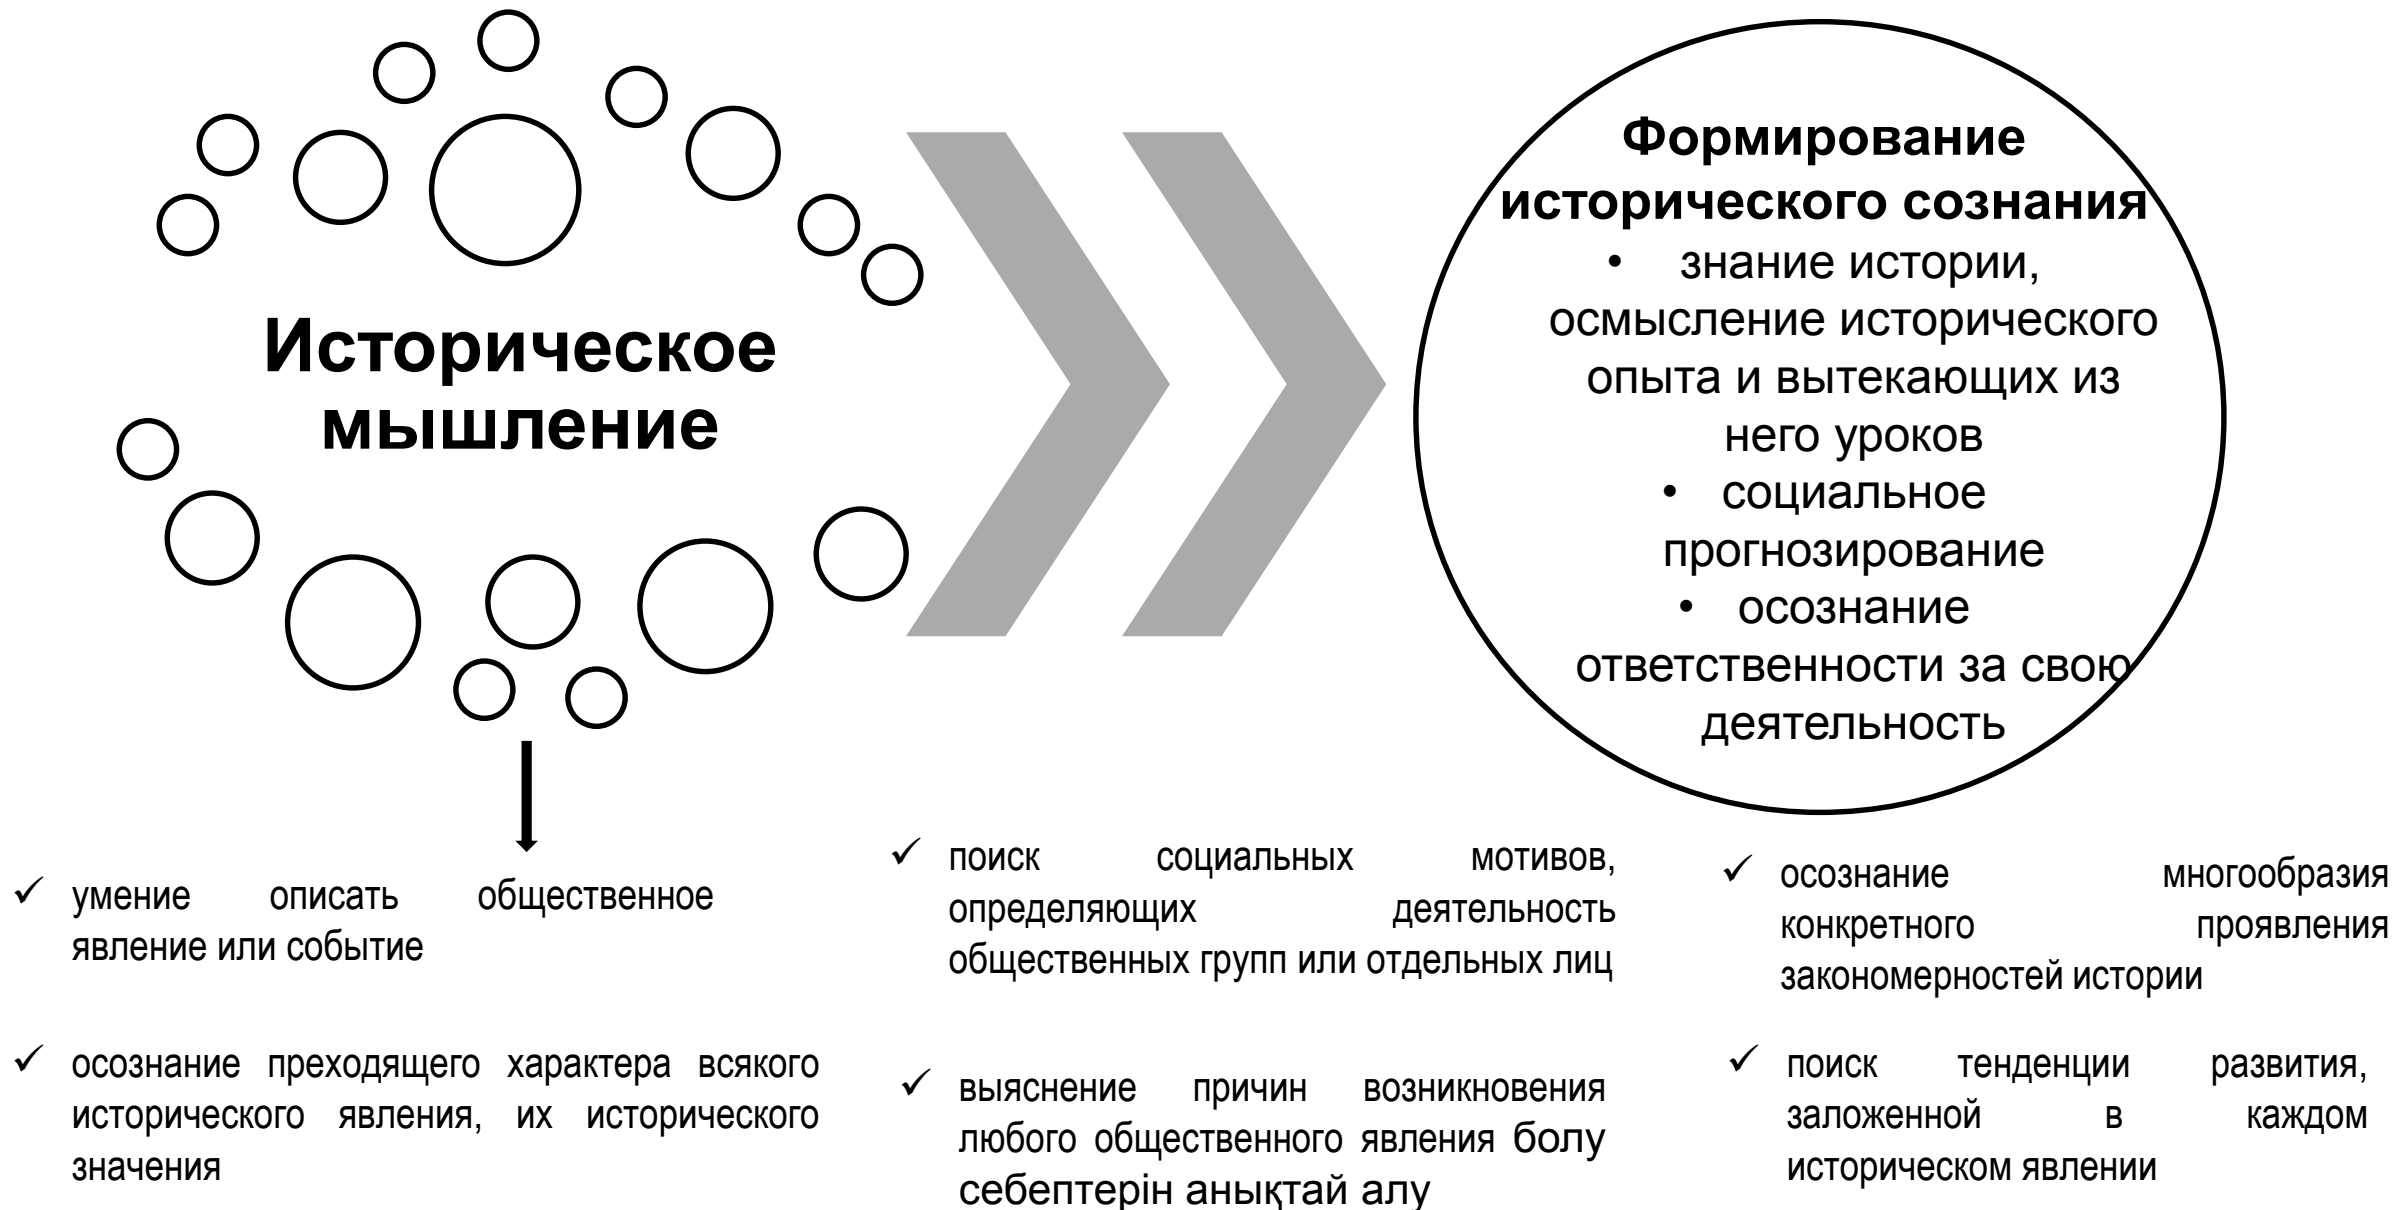 Историческое
мышление
Формирование
исторического сознания
• знание истории,
осмысление исторического
опыта и вытекающих из
него уроков
• социальное
прогнозирование
• осознание
ответственности за свою
деятельность
✓ умение описать общественное
явление или событие
✓ осознание преходящего характера всякого
исторического явления, их исторического
значения
✓ поиск социальных мотивов,
определяющих деятельность
общественных групп или отдельных лиц
✓ выяснение причин возникновения
любого общественного явления болу
себептерін анықтай алу
✓ осознание многообразия
конкретного проявления
закономерностей истории
✓ поиск тенденции развития,
заложенной в каждом
историческом явлении